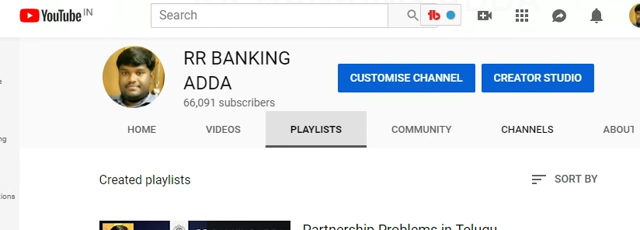 YouTube IN
Search
tb
RR BANKING
ADDA
66,091 subscribers
CUSTOMISE CHANNEL
CREATOR STUDIO
HOME
VIDEOS
PLAYLISTS
COMMUNITY
CHANNELS
ABOUT
Created playlists
SORT BY
Partnership Problems in Telugu